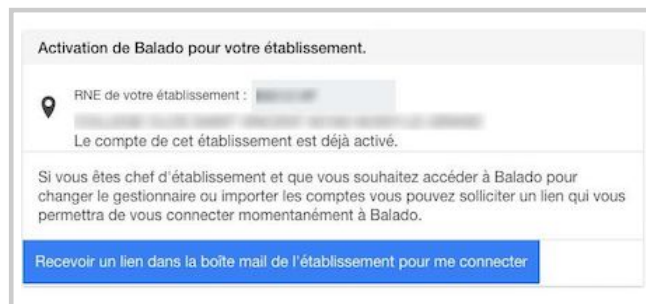 Activation de Balado pour votre établissement.
RNE de votre établissement :
Le compte de cet établissement est déjà activé.
Si vous êtes chef d'établissement et que vous souhaitez accéder à Balado pour
changer le gestionnaire ou importer les comptes vous pouvez solliciter un lien qui vous
permettra de vous connecter momentanément à Balado.
Recevoir un lien dans la boîte mail de l'établissement pour me connecter